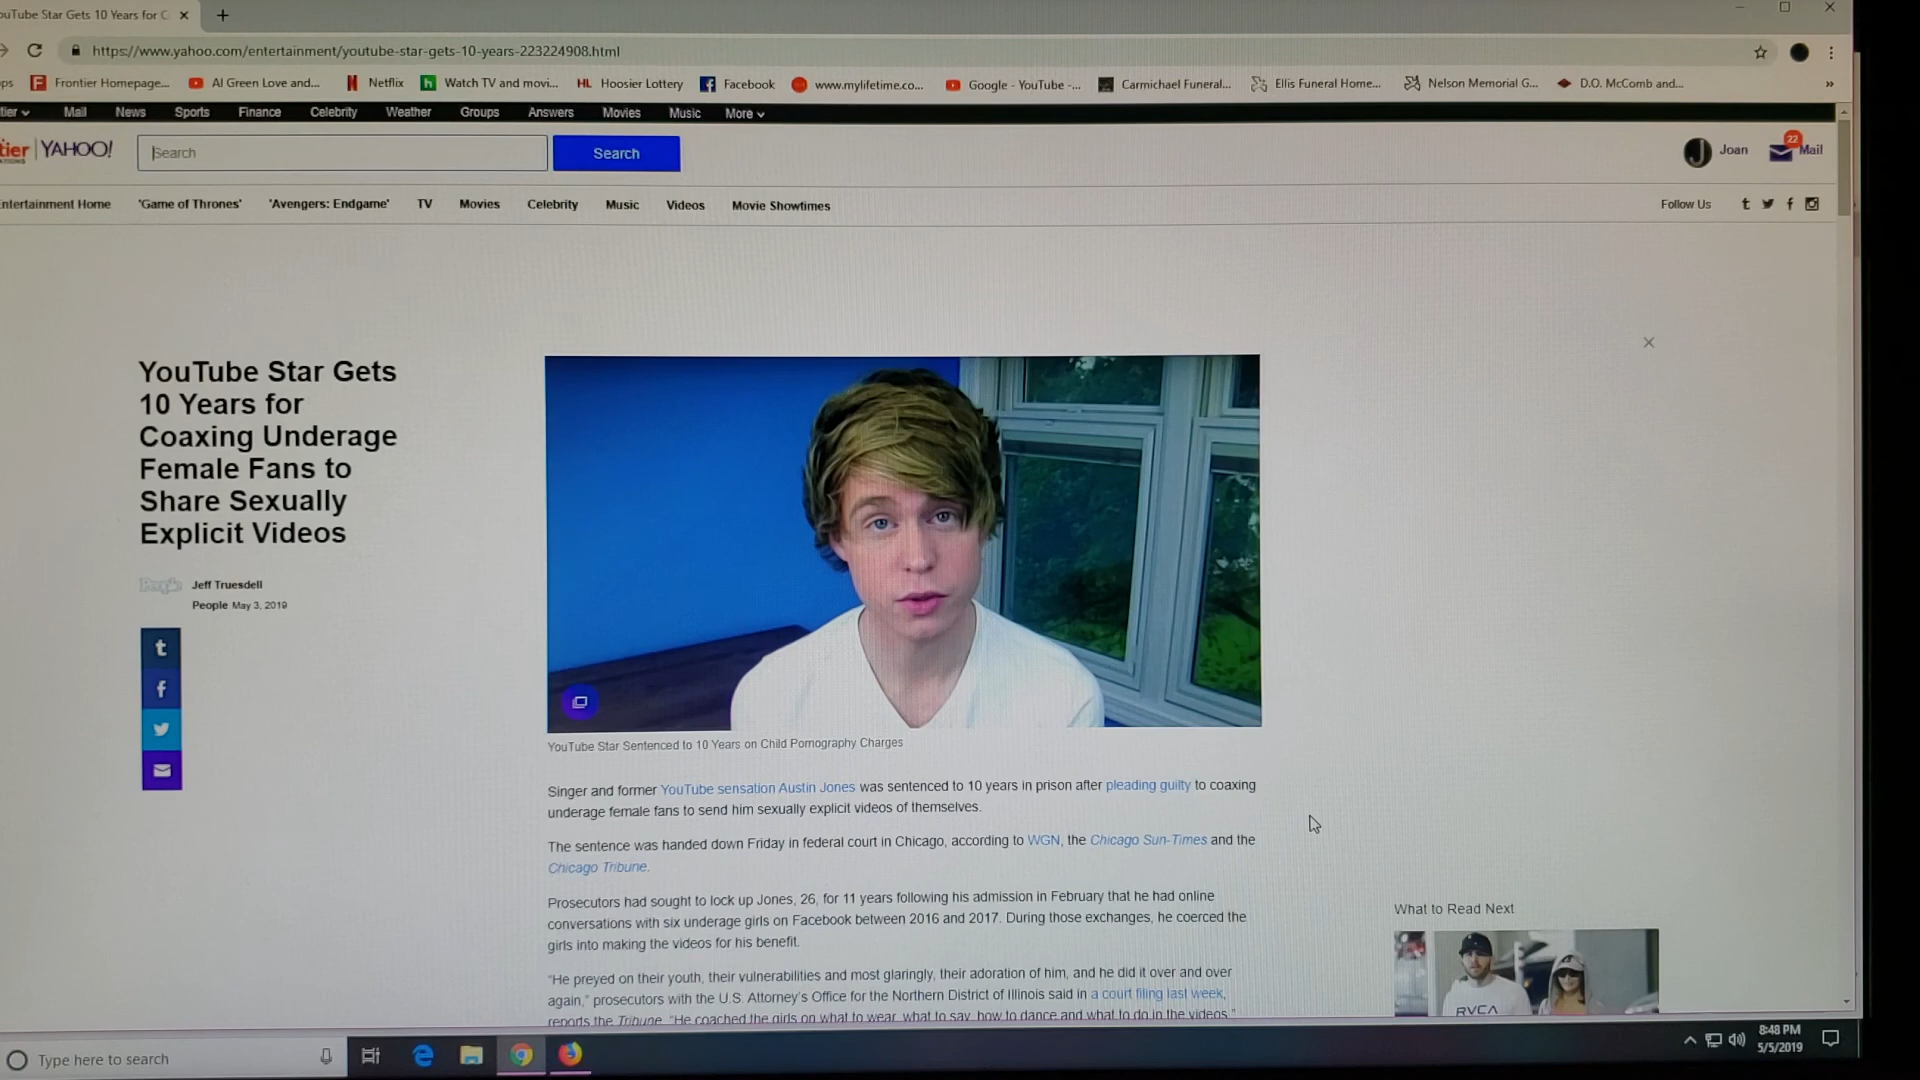 ouTube Star Gets 10 Years for C
https://www.yahoo.com/entertainment/youtube-star-gets-10-years-223224908.html
ps Frontier Homepage... Al Green Love and... Netflix Watch TV and movi... HL Hoosier Lottery Facebook www.mylifetime.co... Google - YouTube -... Carmichael Funeral... Ellis Funeral Home... Nelson Memorial G... D.O. McComb and... »
tier Mail News Sports Finance Celebrity Weather Groups Answers Movies Music More
tier | YAHOO! Search Search J Joan 22 Mail
ntertainment Home 'Game of Thrones' 'Avengers: Endgame' TV Movies Celebrity Music Videos Movie Showtimes Follow Us
YouTube Star Gets
10 Years for
Coaxing Underage
Female Fans to
Share Sexually
Explicit Videos
People Jeff Truesdell
People May 3, 2019
YouTube Star Sentenced to 10 Years on Child Pornography Charges
Singer and former YouTube sensation Austin Jones was sentenced to 10 years in prison after pleading guilty to coaxing
underage female fans to send him sexually explicit videos of themselves.
The sentence was handed down Friday in federal court in Chicago, according to WGN, the Chicago Sun-Times and the
Chicago Tribune.
Prosecutors had sought to lock up Jones, 26, for 11 years following his admission in February that he had online
conversations with six underage girls on Facebook between 2016 and 2017. During those exchanges, he coerced the
girls into making the videos for his benefit.
"He preyed on their youth, their vulnerabilities and most glaringly, their adoration of him, and he did it over and over
again," prosecutors with the U.S. Attorney's Office for the Northern District of Illinois said in a court filing last week,
reports the Tribune. "He coached the girls on what to wear, what to say, how to dance and what to do in the videos."
What to Read Next
RVCA
Type here to search
8:48 PM
5/5/2019